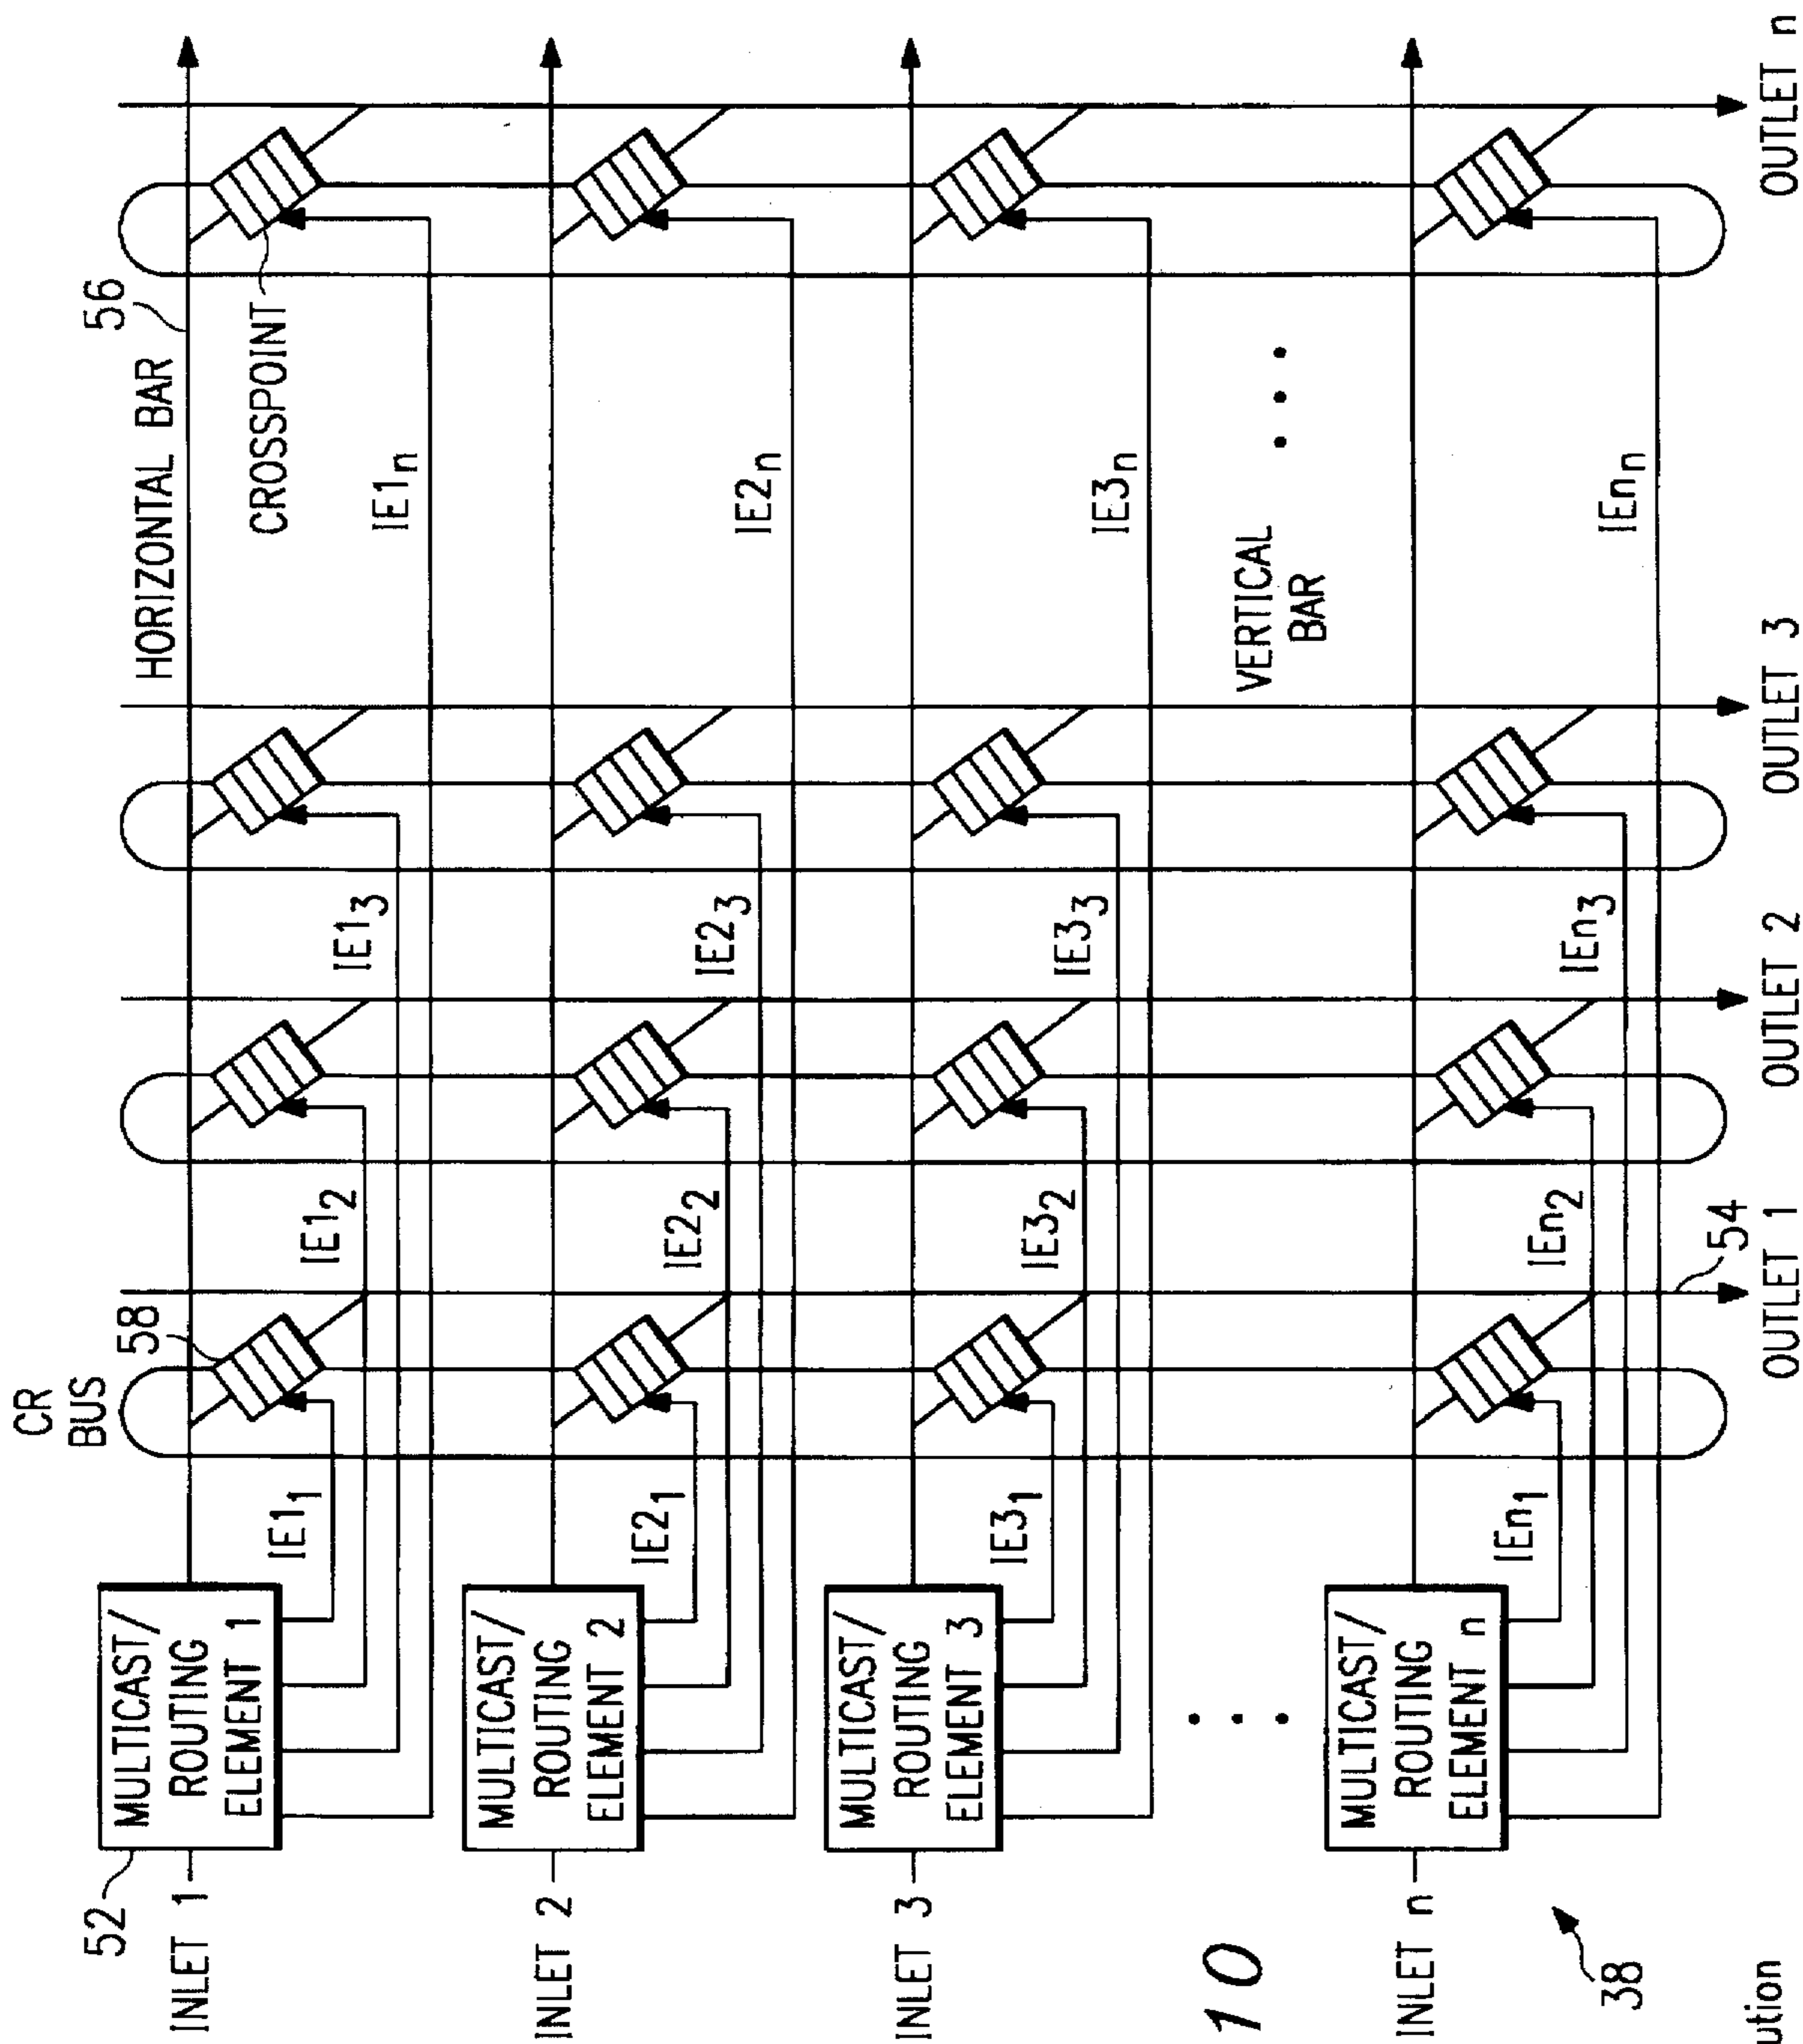 CR
BUS
58
HORIZONTAL BAR
56
52
MULTICAST/
ROUTING
ELEMENT 1
INLET 1
IE1₁
IE1₂
IE1₃
IE1ₙ
CROSSPOINT
MULTICAST/
ROUTING
ELEMENT 2
INLET 2
IE2₁
IE2₂
IE2₃
IE2ₙ
MULTICAST/
ROUTING
ELEMENT 3
INLET 3
IE3₁
IE3₂
IE3₃
IE3ₙ
10
VERTICAL
BAR
MULTICAST/
ROUTING
ELEMENT n
INLET n
IEn₁
IEn₂
IEn₃
IEnₙ
38
54
OUTLET 1
OUTLET 2
OUTLET 3
OUTLET n
ution